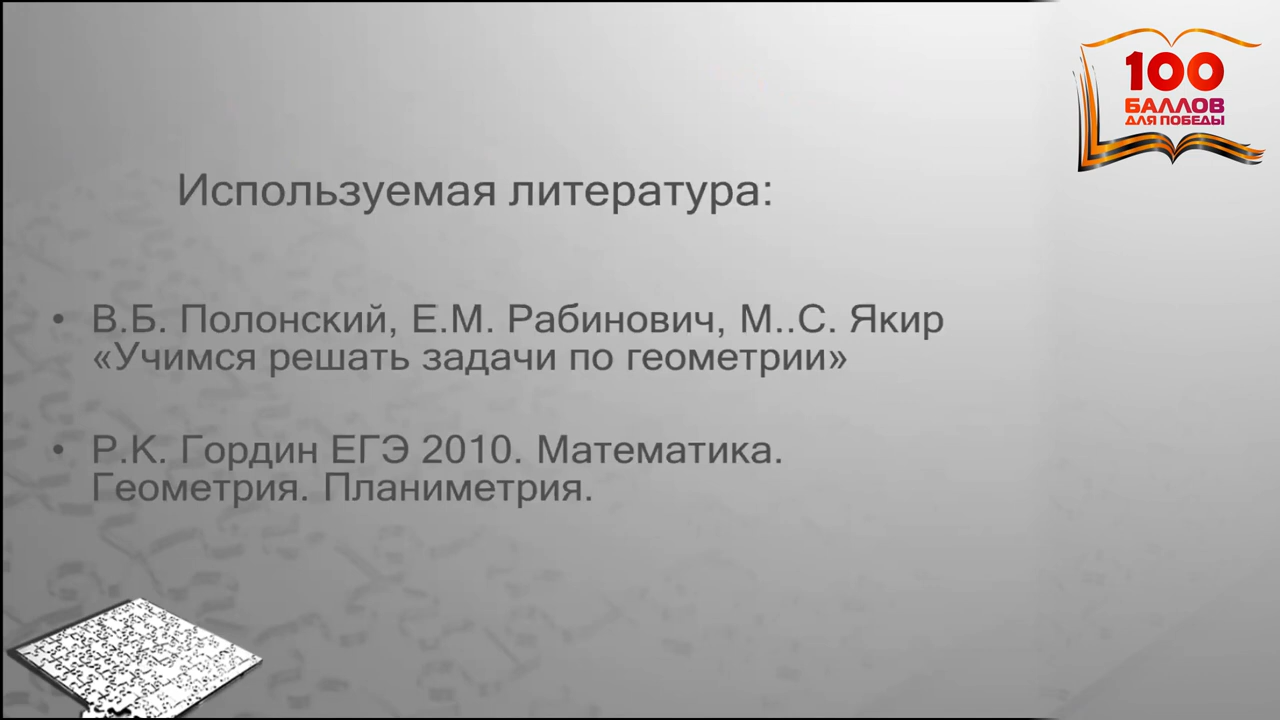 100
БАЛЛОВ
ДЛЯ ПОБЕДЫ
Используемая литература:
• В.Б. Полонский, Е.М. Рабинович, М..С. Якир
«Учимся решать задачи по геометрии»
• Р.К. Гордин ЕГЭ 2010. Математика.
Геометрия. Планиметрия.